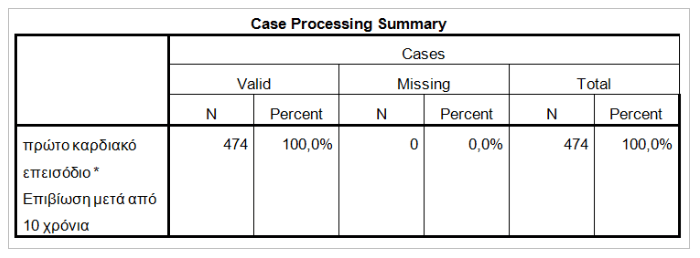 Case Processing Summary
Cases
Valid Missing Total
N Percent N Percent N Percent
πρώτο καρδιακό 474 100,0% 0 0,0% 474 100,0%
επεισόδιο *
Επιβίωση μετά από
10 χρόνια